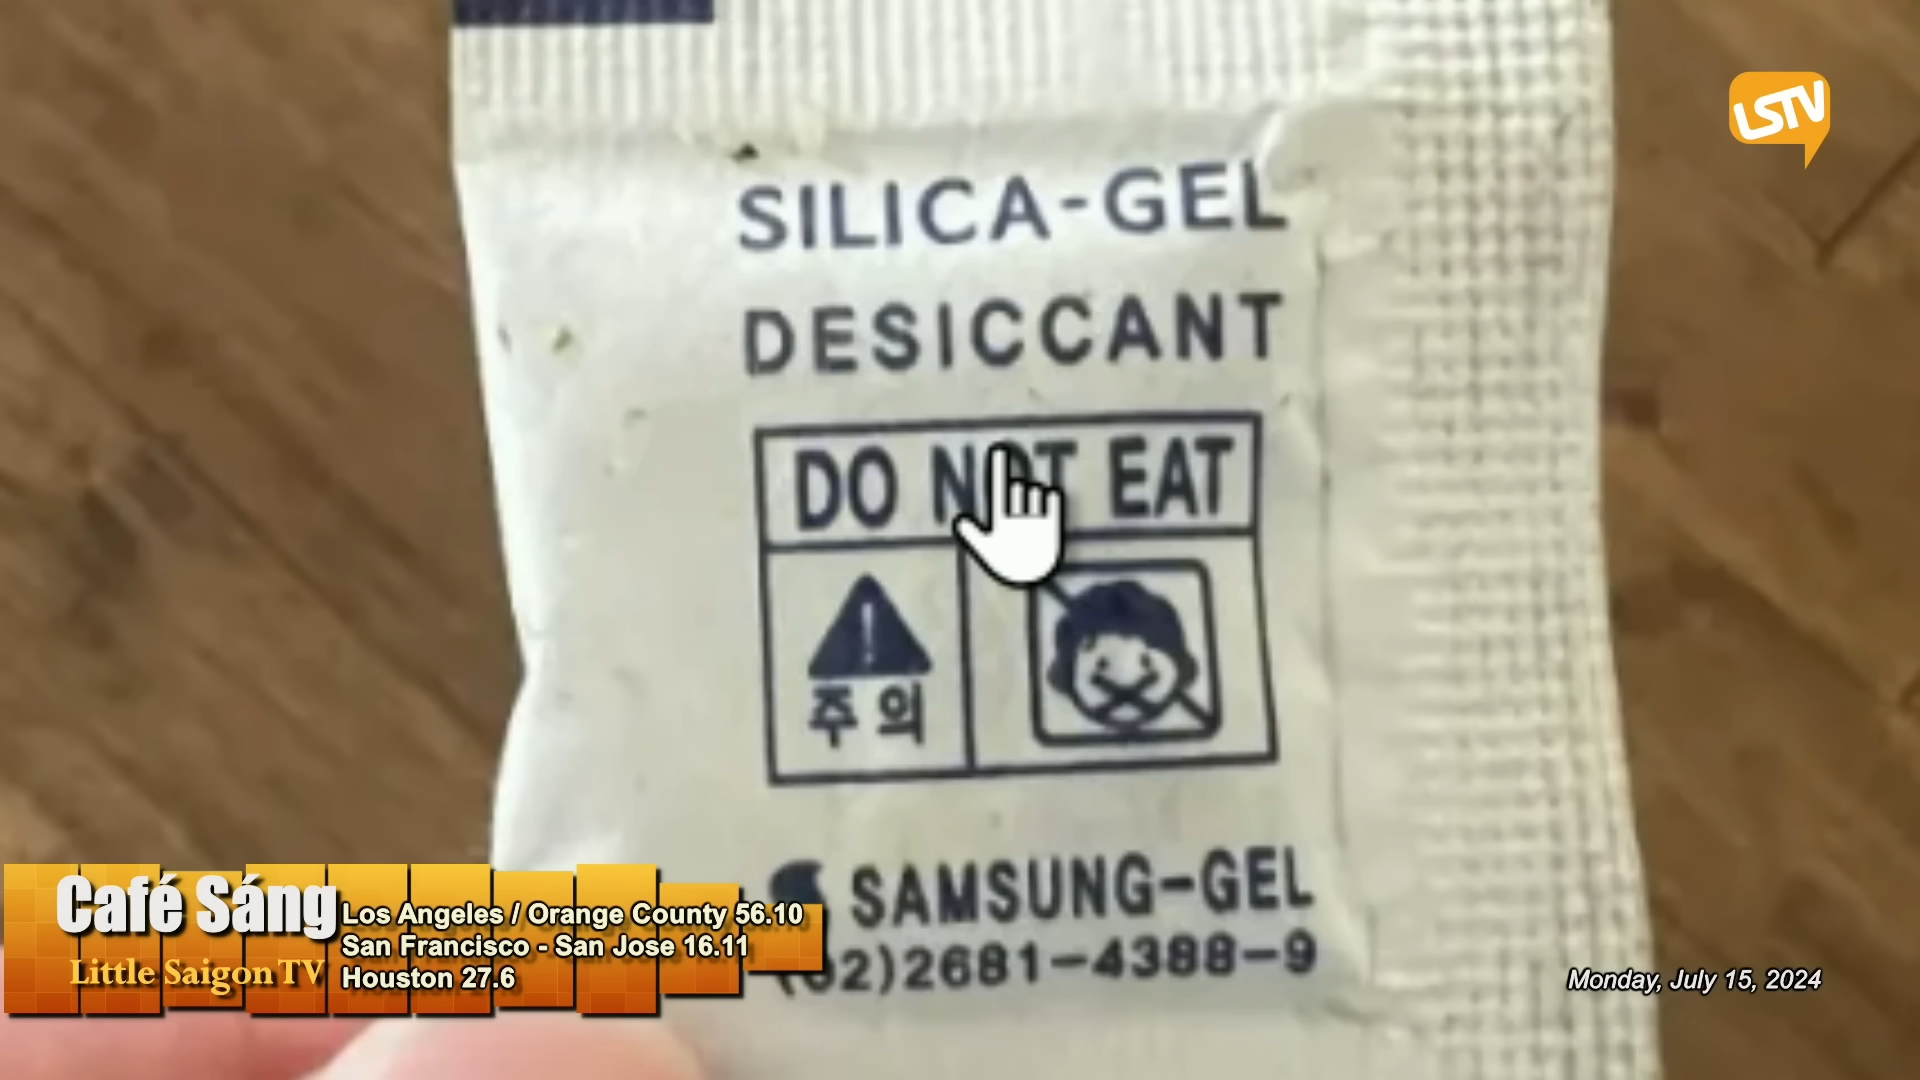 LSTV
SILICA-GEL
DESICCANT
DO NOT EAT
주의
SAMSUNG-GEL
2)2681-4388-9
Café Sáng
Little Saigon TV
Los Angeles / Orange County 56.10
San Francisco - San Jose 16.11
Houston 27.6
Monday, July 15, 2024